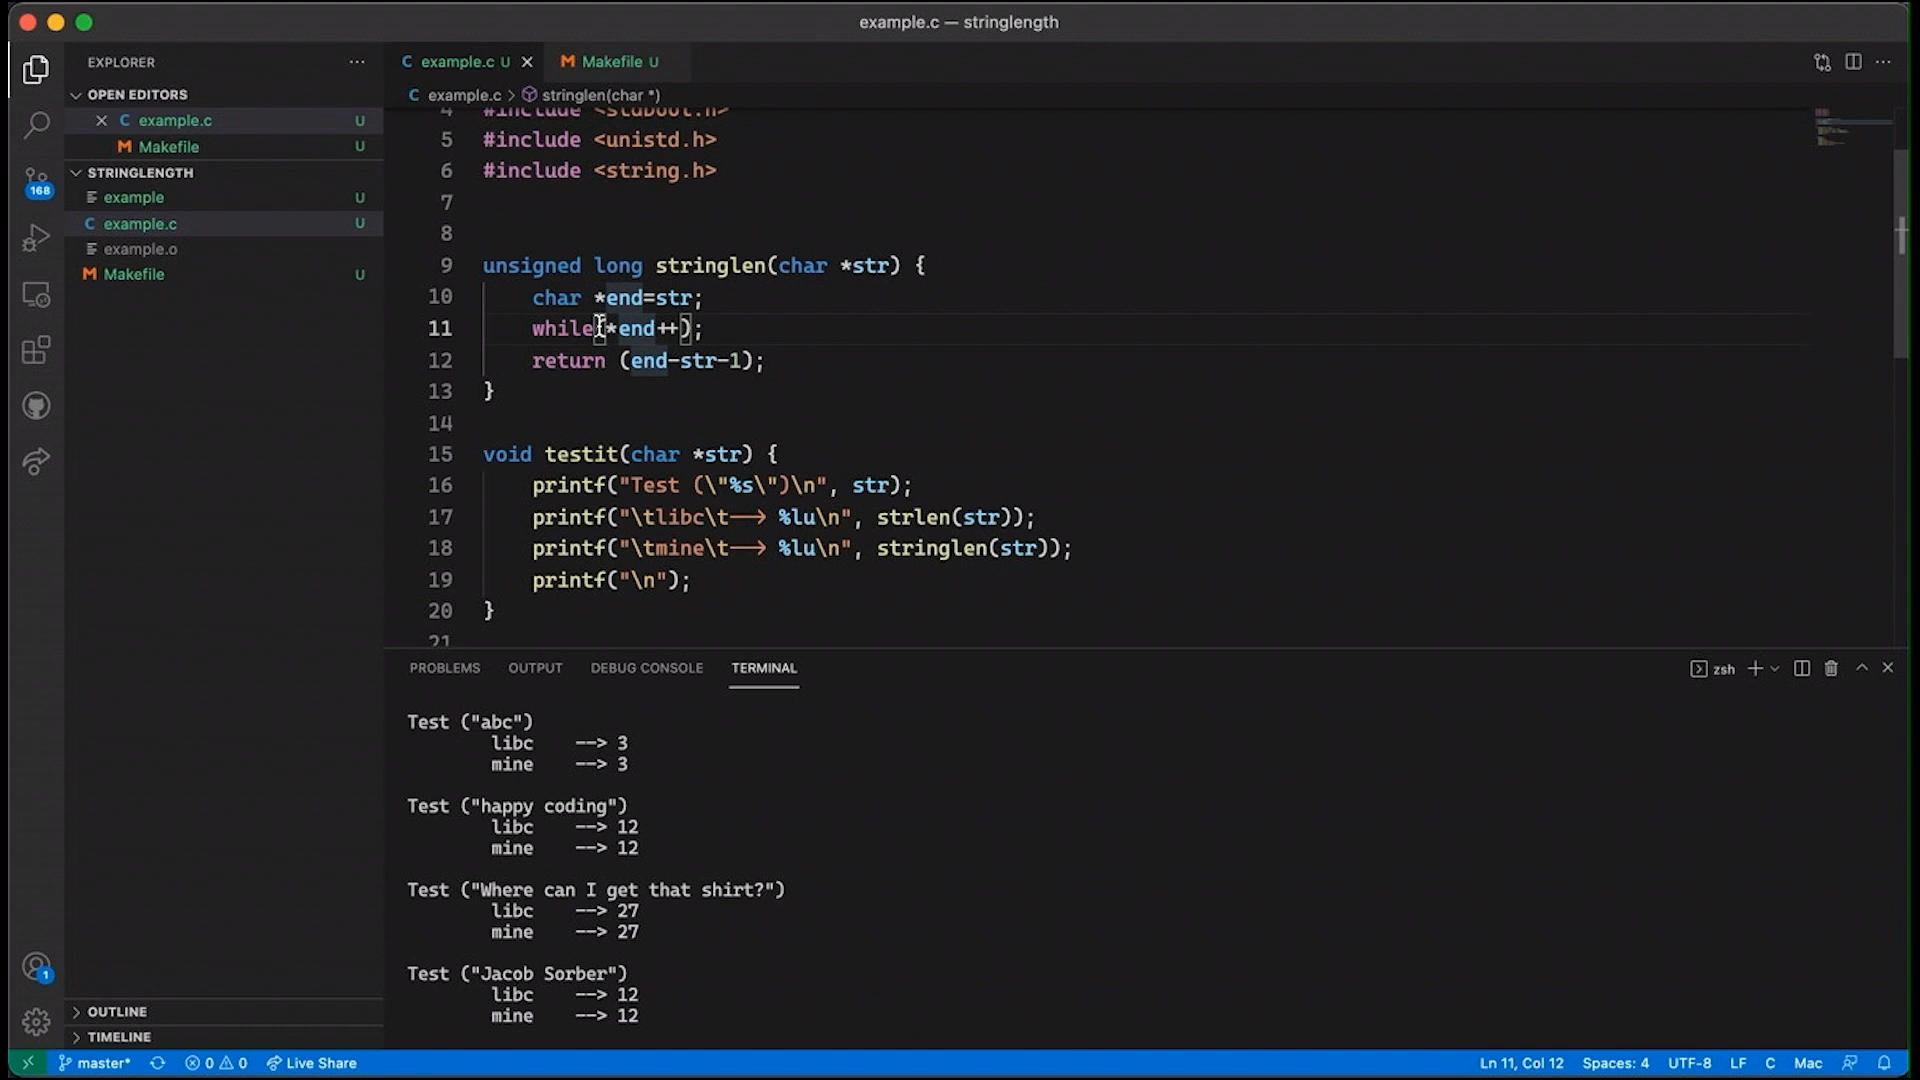 example.c — stringlength
EXPLORER
OPEN EDITORS
example.c U
Makefile U
STRINGLENGTH
example U
example.c U
example.o
Makefile U
168
1
OUTLINE
TIMELINE
example.c U
Makefile U
example.c > stringlen(char *)
4 #include <stdbool.h>
5 #include <unistd.h>
6 #include <string.h>
7
8
9 unsigned long stringlen(char *str) {
10 char *end=str;
11 while(*end++);
12 return (end-str-1);
13 }
14
15 void testit(char *str) {
16 printf("Test (\"%s\")\n", str);
17 printf("\tlibc\t--> %lu\n", strlen(str));
18 printf("\tmine\t--> %lu\n", stringlen(str));
19 printf("\n");
20 }
21
PROBLEMS OUTPUT DEBUG CONSOLE TERMINAL
zsh
Test ("abc")
libc --> 3
mine --> 3
Test ("happy coding")
libc --> 12
mine --> 12
Test ("Where can I get that shirt?")
libc --> 27
mine --> 27
Test ("Jacob Sorber")
libc --> 12
mine --> 12
master* 0 0 Live Share
Ln 11, Col 12 Spaces: 4 UTF-8 LF C Mac